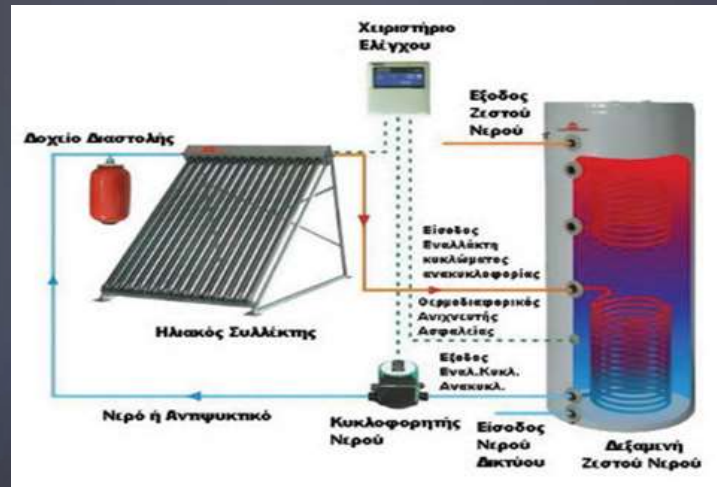 Χειριστήριο
Ελέγχου
Έξοδος
Ζεστού
Νερού
Δοχείο Διαστολής
Είσοδος
Εναλλάκτη
κυκλώματος
ανακυκλοφορίας
Θερμοδιαφορικός
Ανιχνευτής
Ασφαλείας
Ηλιακός Συλλέκτης
Έξοδος
Εναλ.Κυκλ.
Ανακυκλ.
Νερό ή Αντιψυκτικό
Κυκλοφορητής
Νερού
Είσοδος
Νερού
Δικτύου
Δεξαμενή
Ζεστού Νερού